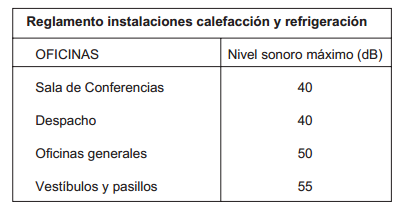 Reglamento instalaciones calefacción y refrigeración
OFICINAS Nivel sonoro máximo (dB)
Sala de Conferencias 40
Despacho 40
Oficinas generales 50
Vestíbulos y pasillos 55